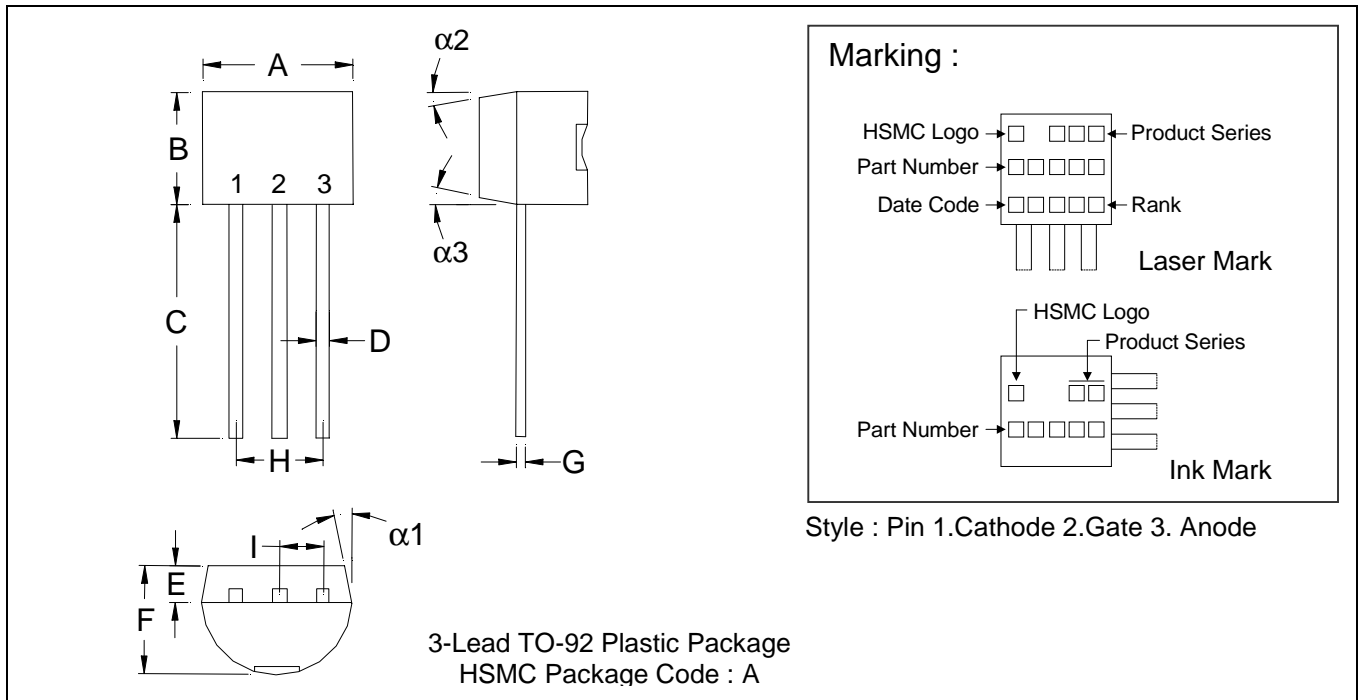 α2
A
B
1 2 3
α3
C
D
H
G
α1
I
E
F
3-Lead TO-92 Plastic Package
HSMC Package Code : A
Marking :
HSMC Logo
Product Series
Part Number
Date Code
Rank
Laser Mark
HSMC Logo
Product Series
Part Number
Ink Mark
Style : Pin 1.Cathode 2.Gate 3. Anode